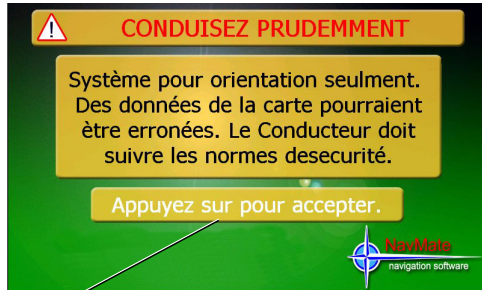 CONDUISEZ PRUDEMMENT
Système pour orientation seulment.
Des données de la carte pourraient
ètre erronées. Le Conducteur doit
suivre les normes desecurité.
Appuyez sur pour accepter.
NavMate
navigation software